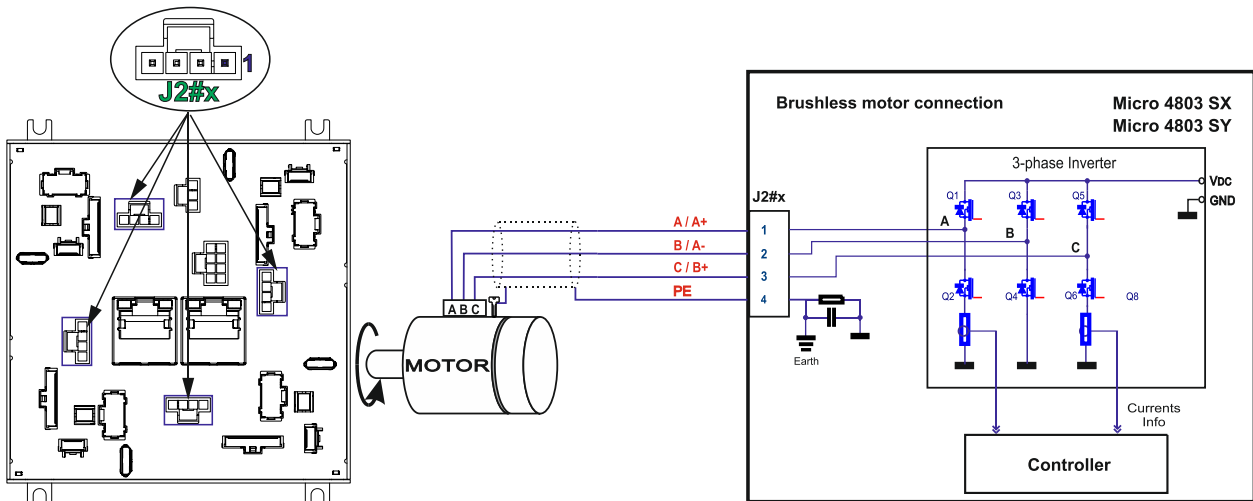 1
J2#x
Brushless motor connection
Micro 4803 SX
Micro 4803 SY
3-phase Inverter
VDC
GND
Q1
Q3
Q5
A
B
C
Q2
Q4
Q6
Q8
J2#x
1
2
3
4
A / A+
B / A-
C / B+
PE
A B C
MOTOR
Earth
Currents
Info
Controller